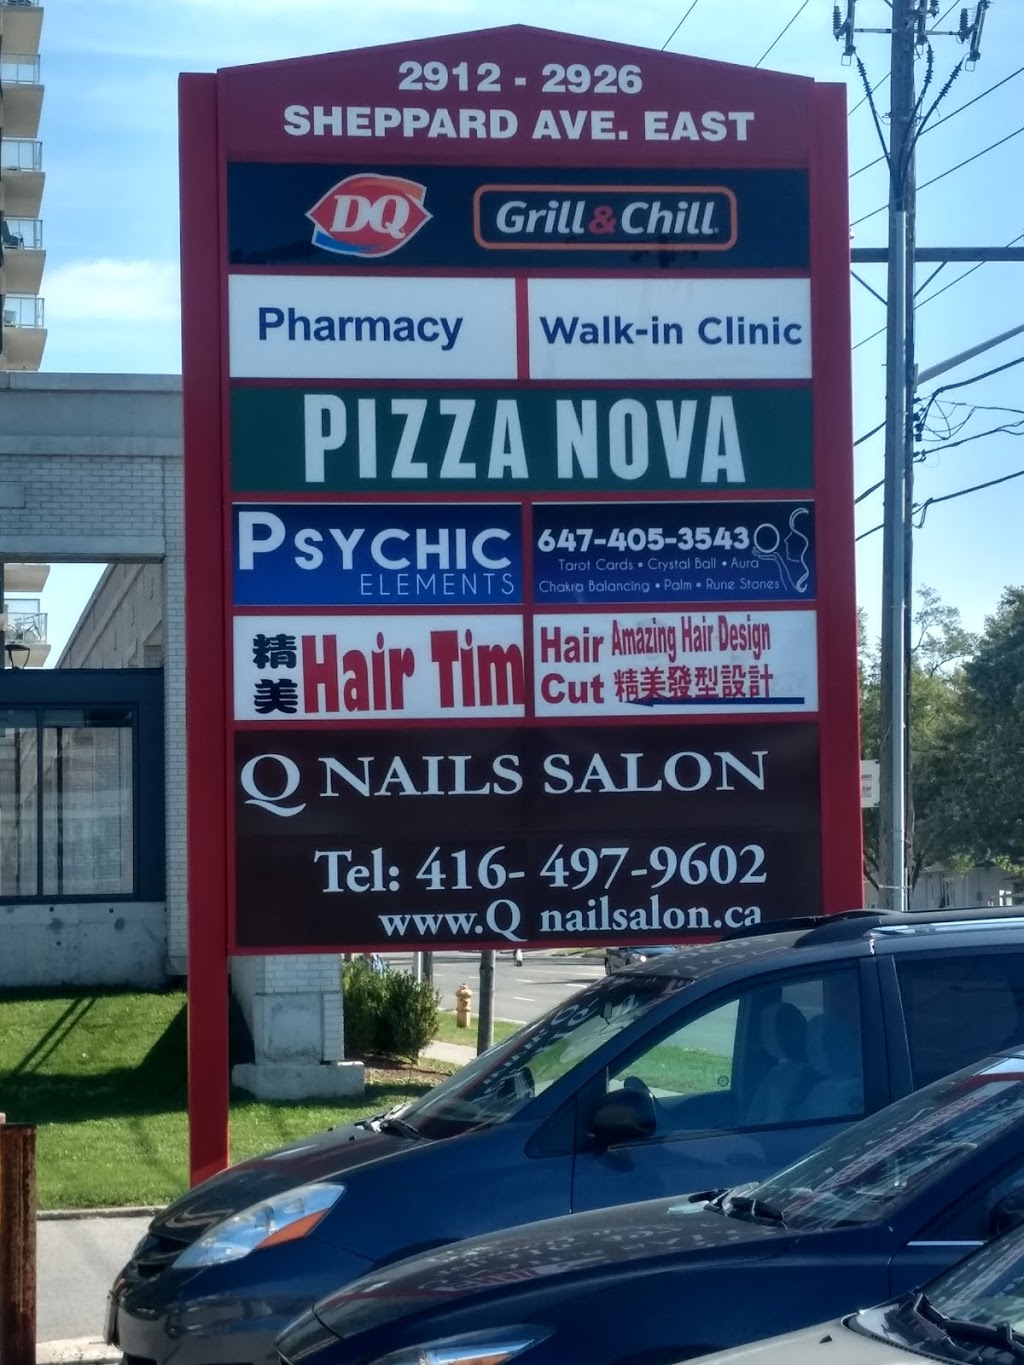 2912 - 2926
SHEPPARD AVE. EAST
DQ Grill & Chill
Pharmacy Walk-in Clinic
PIZZA NOVA
PSYCHIC
ELEMENTS
647-405-3543
Tarot Cards • Crystal Ball • Aura
Chakra Balancing • Palm • Rune Stones
精美 Hair Tim
Hair Cut
Amazing Hair Design
精美發型設計
Q NAILS SALON
Tel: 416- 497-9602
www.Q nailsalon.ca